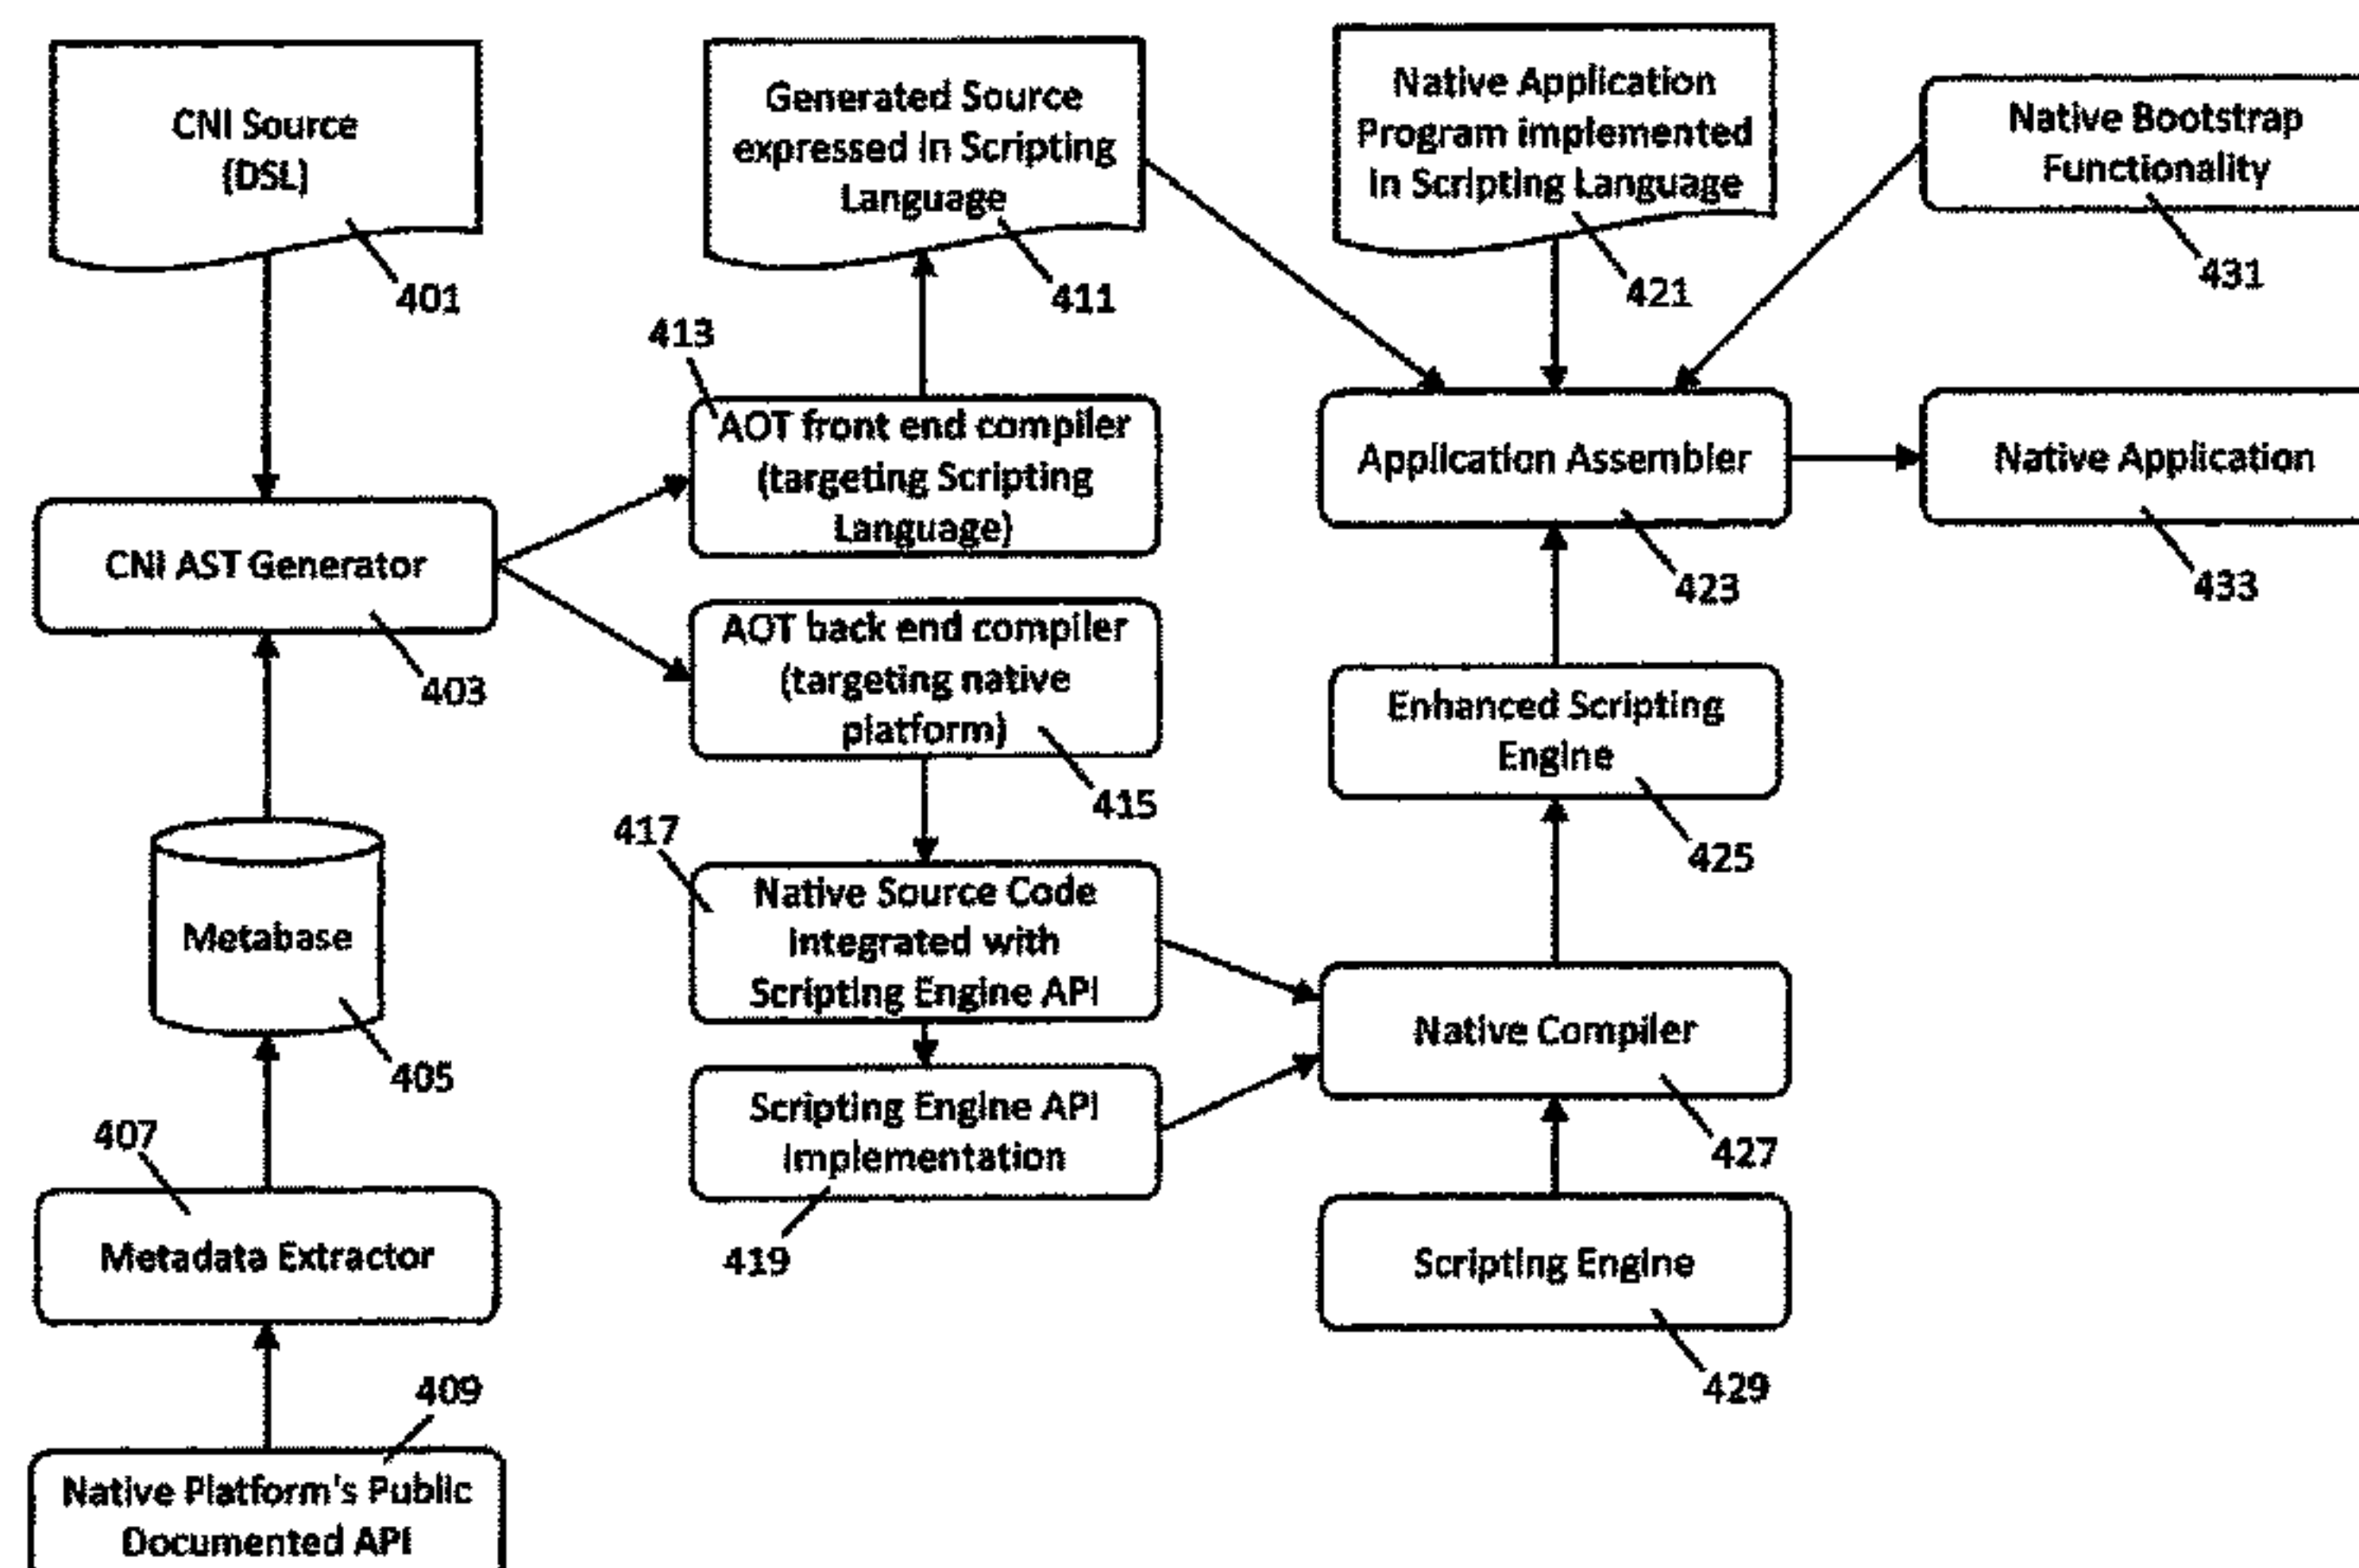 CNI Source
(DSL)
401
CNI AST Generator
403
Metabase
405
407
Metadata Extractor
409
Native Platform's Public
Documented API
Generated Source
expressed in Scripting
Language
411
413
AOT front end compiler
(targeting Scripting
Language)
AOT back end compiler
(targeting native
platform)
415
417
Native Source Code
Integrated with
Scripting Engine API
Scripting Engine API
Implementation
419
Native Application
Program implemented
in Scripting Language
421
Application Assembler
423
Enhanced Scripting
Engine
425
Native Compiler
427
Scripting Engine
429
Native Bootstrap
Functionality
431
Native Application
433